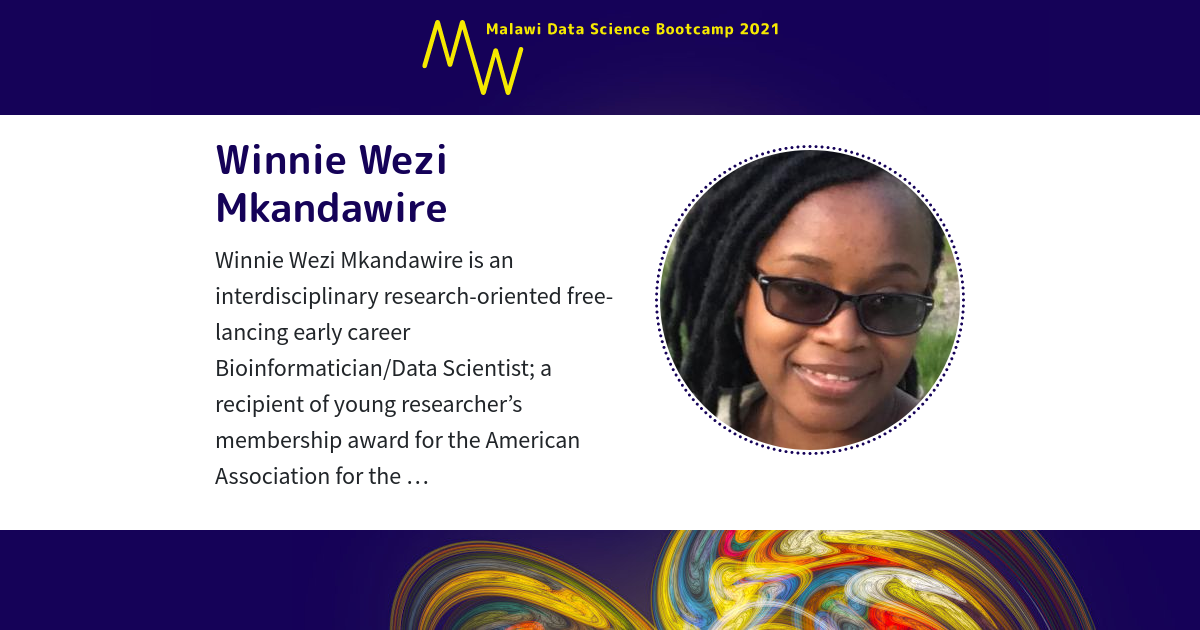 Malawi Data Science Bootcamp 2021
MW
Winnie Wezi
Mkandawire
Winnie Wezi Mkandawire is an
interdisciplinary research-oriented free-
lancing early career
Bioinformatician/Data Scientist; a
recipient of young researcher’s
membership award for the American
Association for the …